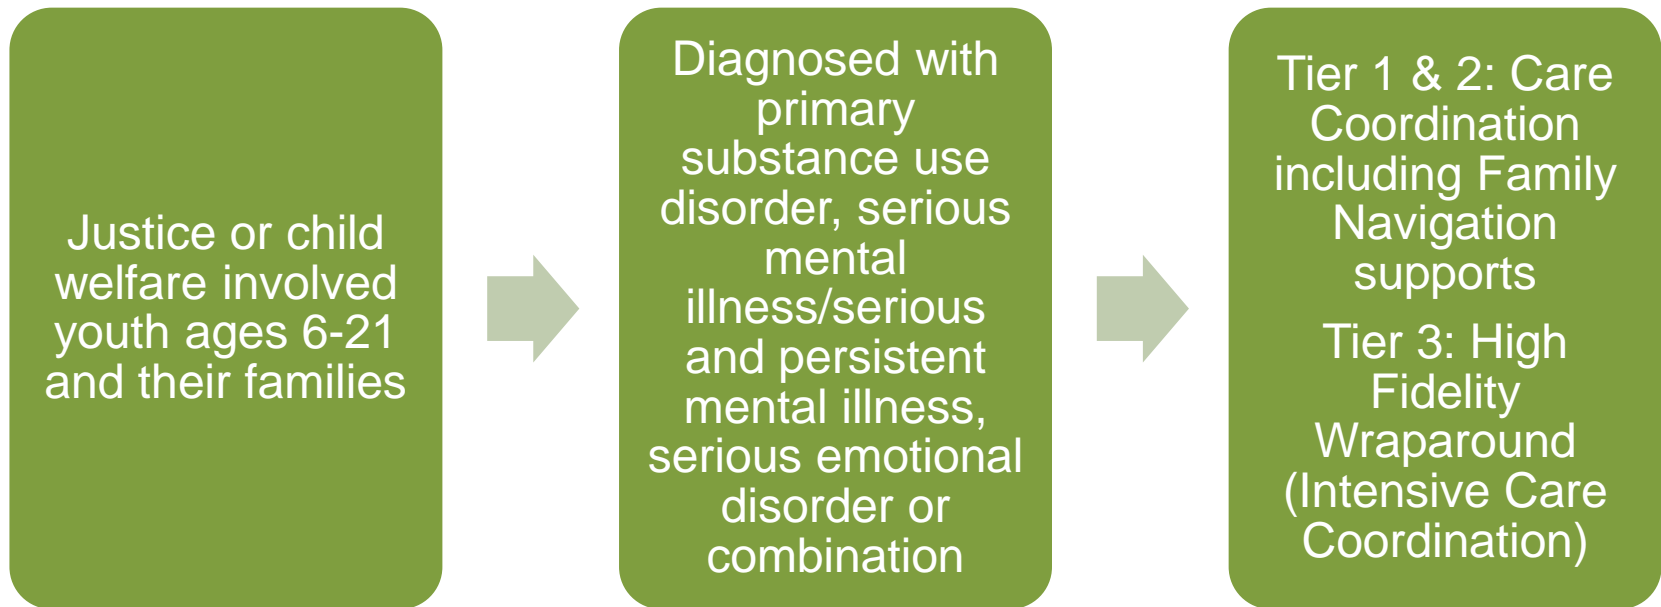 Justice or child
welfare involved
youth ages 6-21
and their families
Diagnosed with
primary
substance use
disorder, serious
mental
illness/serious
and persistent
mental illness,
serious emotional
disorder or
combination
Tier 1 & 2: Care
Coordination
including Family
Navigation
supports
Tier 3: High
Fidelity
Wraparound
(Intensive Care
Coordination)